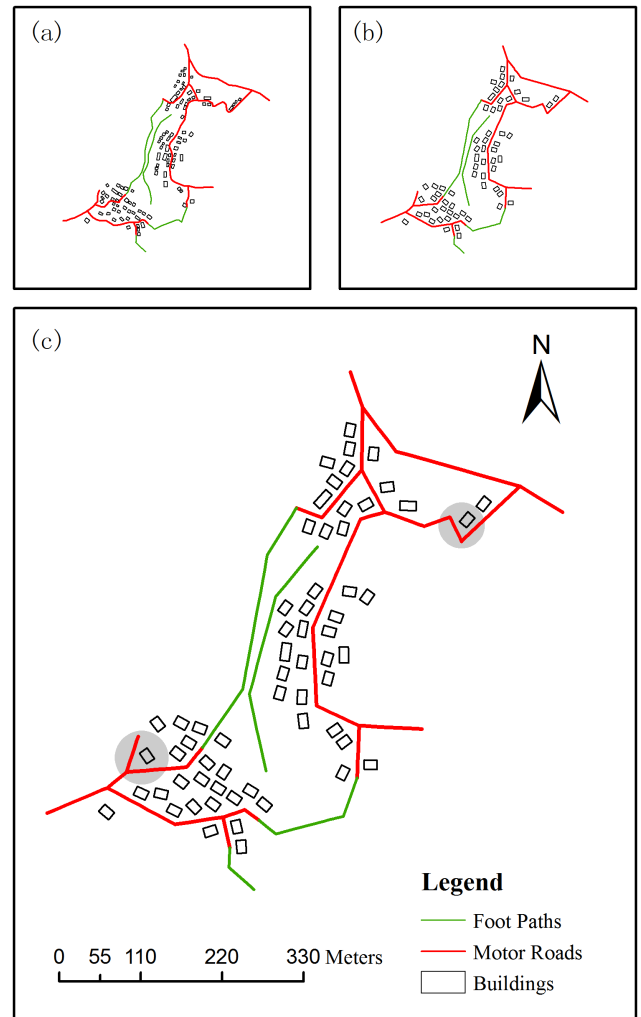 (a)
(b)
(c)
N
Legend
Foot Paths
Motor Roads
Buildings
0 55 110 220 330 Meters